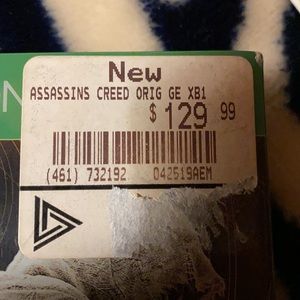 New
ASSASSINS CREED ORIG GE XB1
$129 99
(461) 732192 042519AEM